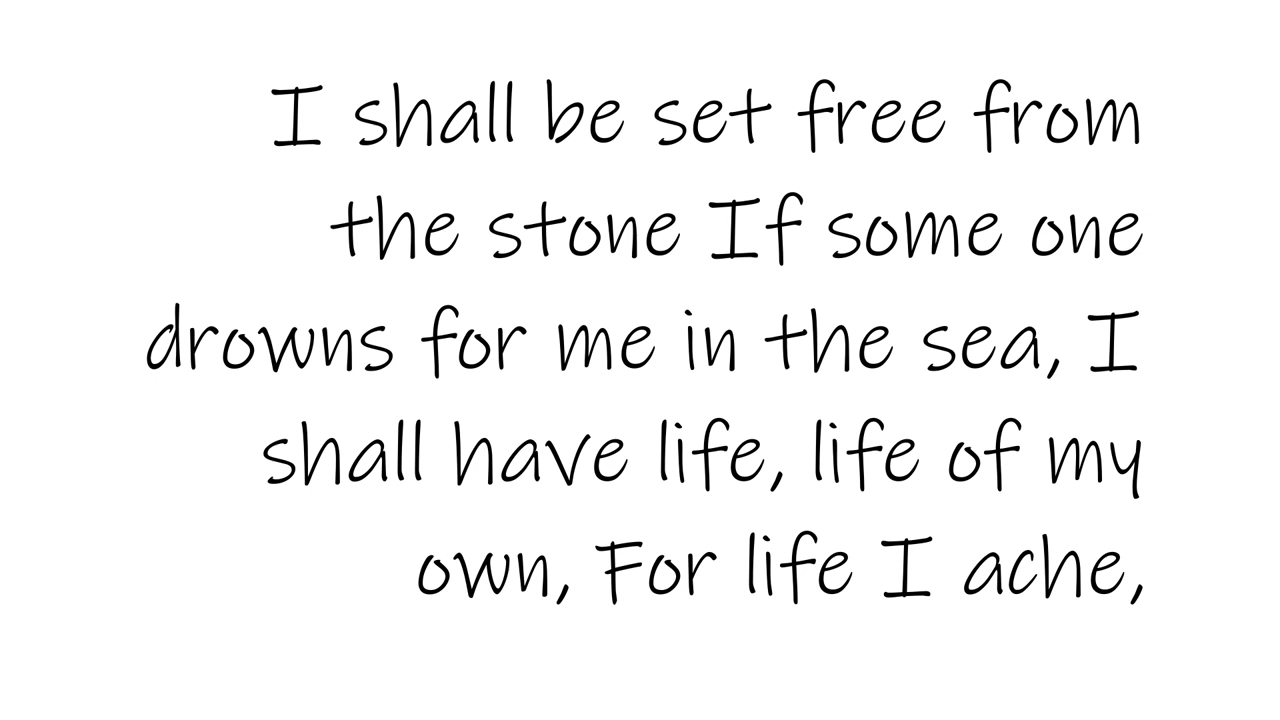 I shall be set free from
the stone If some one
drowns for me in the sea, I
shall have life, life of my
own, For life I ache,